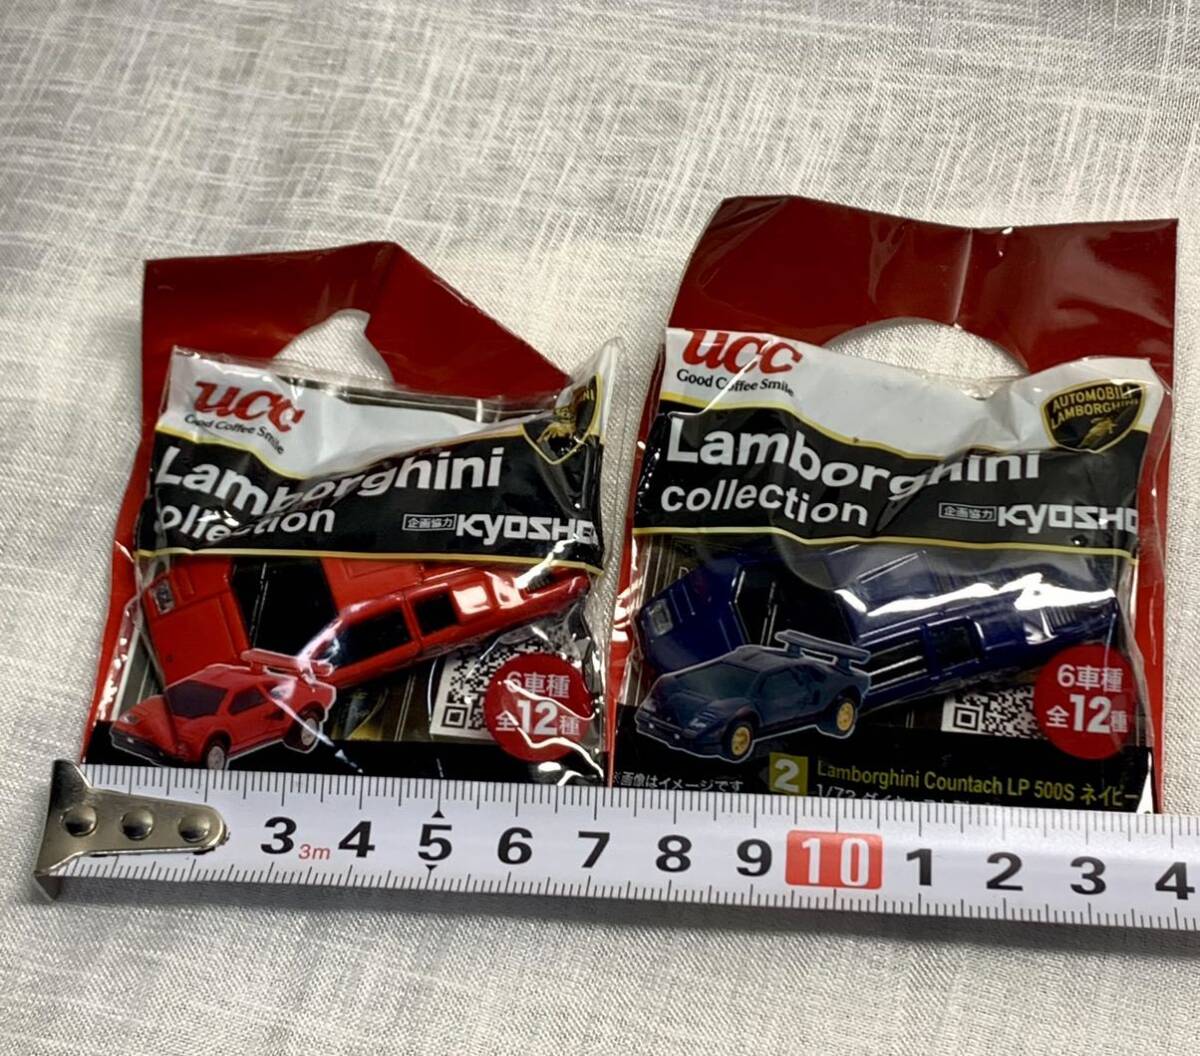 ucc
Good Coffee Smile
Lamborghini
collection
企画協力 KYOSHO
6車種
全12種
ucc
Good Coffee Smile
AUTOMOBILI
LAMBORGHINI
Lamborghini
collection
企画協力 KYOSHO
6車種
全12種
※画像はイメージです
2 Lamborghini Countach LP 500S ネイビー
1/72
3 3m 4 5 6 7 8 9 10 1 2 3 4